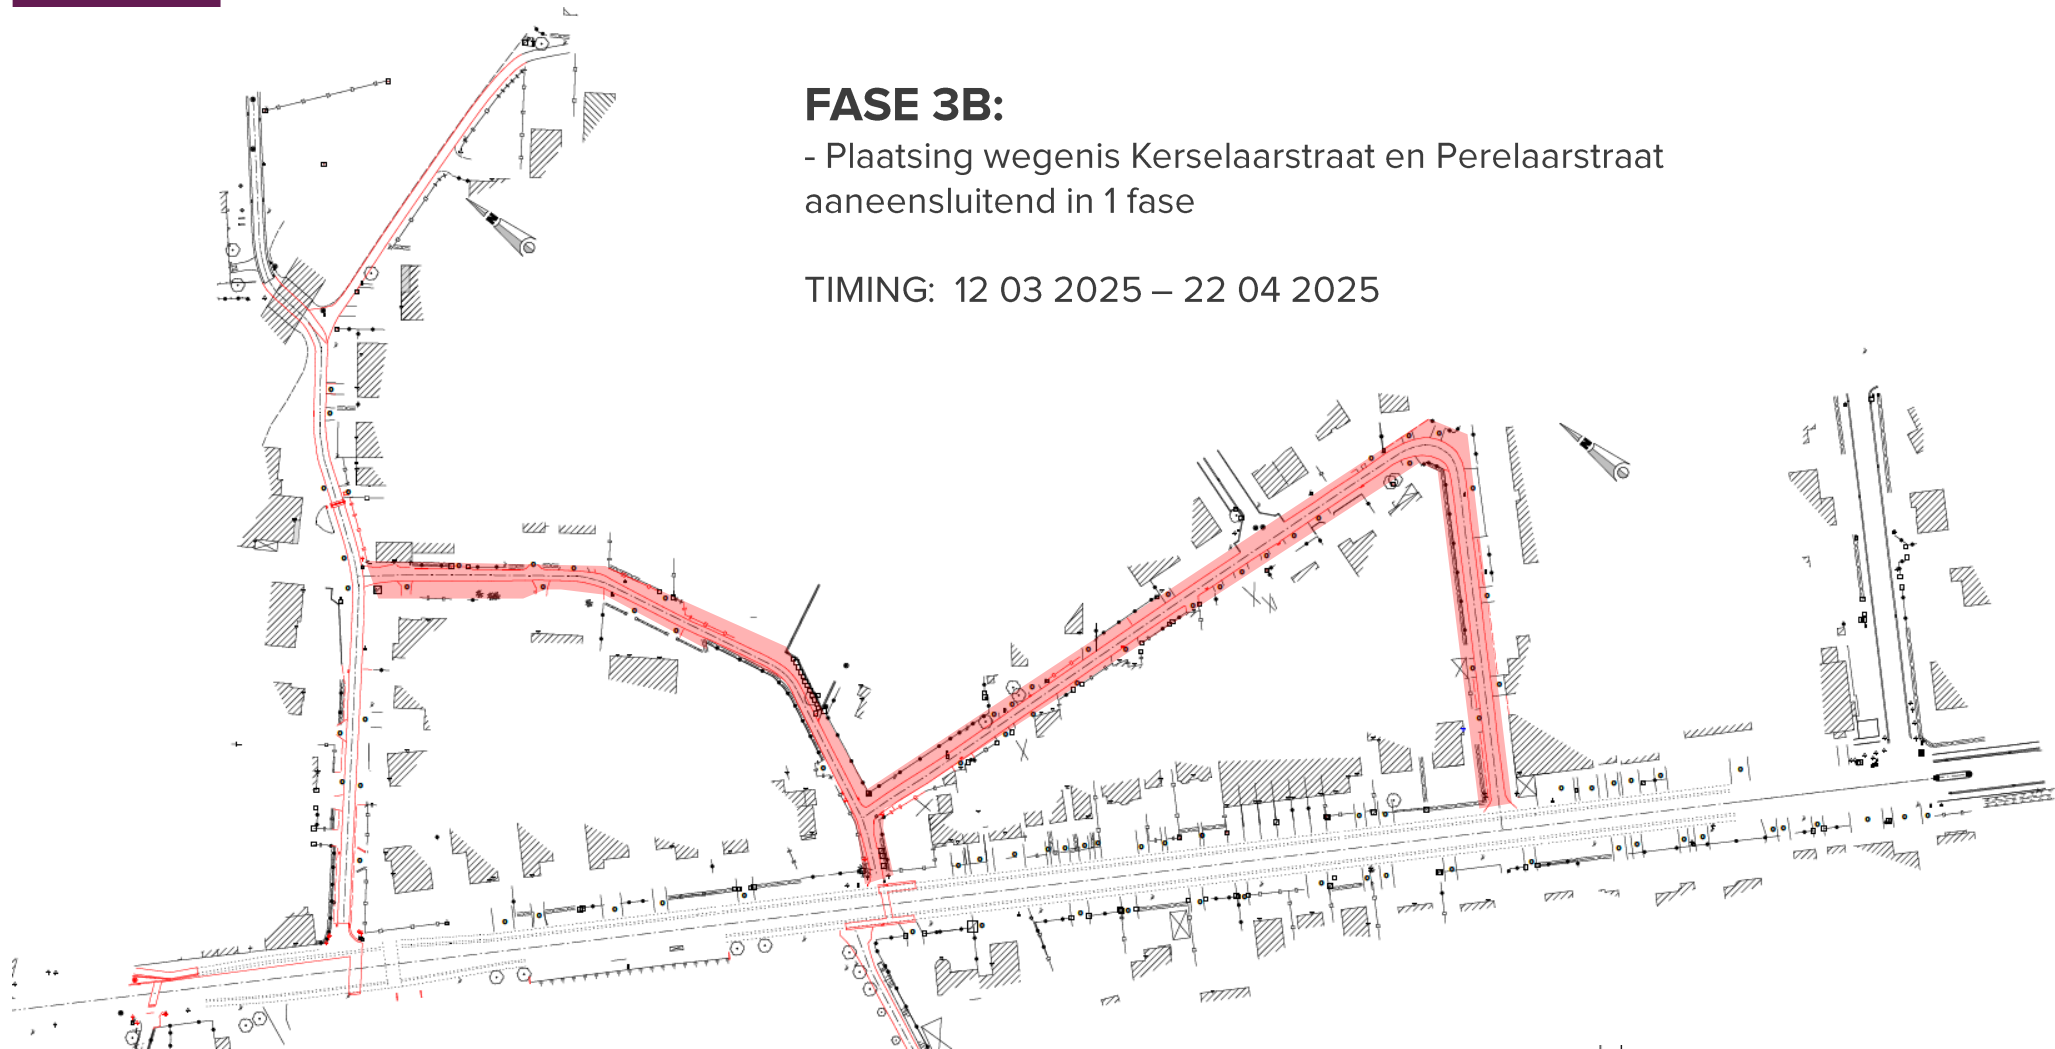 FASE 3B:
- Plaatsing wegenis Kerselaarstraat en Perelaarstraat
aaneensluitend in 1 fase
TIMING:  12 03 2025 – 22 04 2025